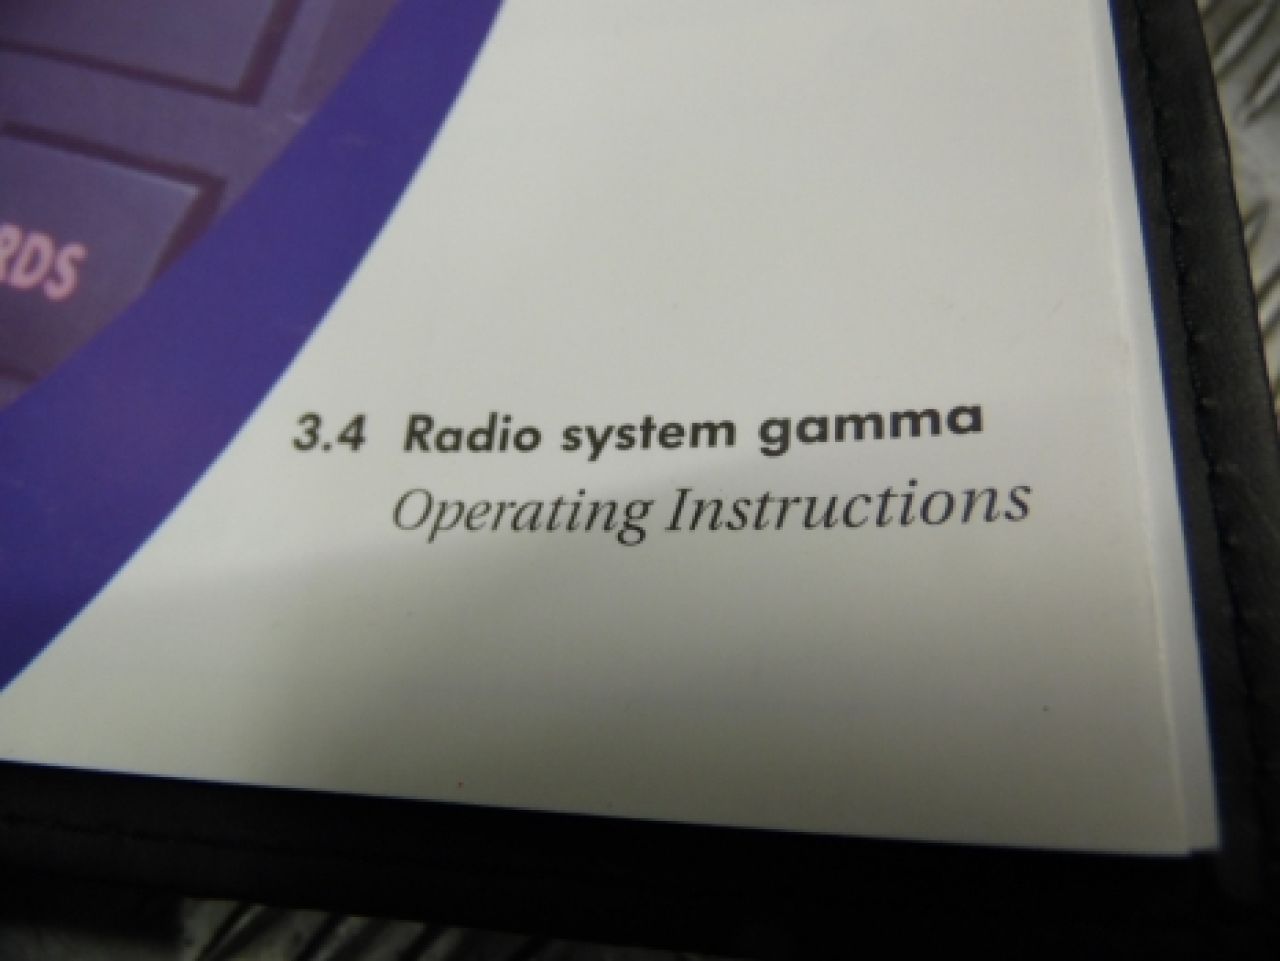 RDS
3.4 Radio system gamma
Operating Instructions